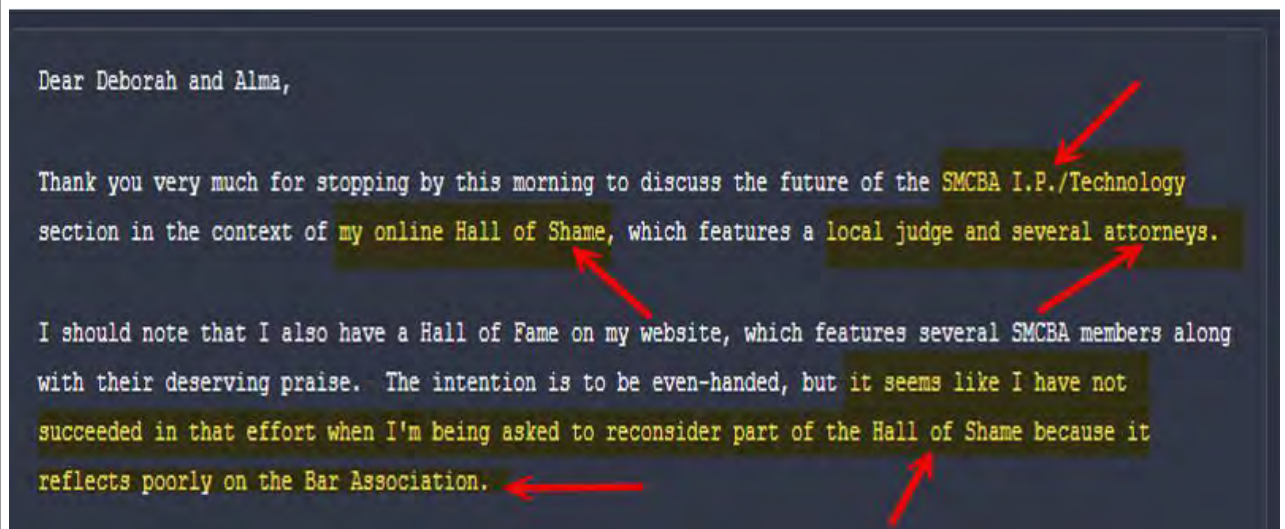 Dear Deborah and Alma,
Thank you very much for stopping by this morning to discuss the future of the SMCBA I.P./Technology
section in the context of my online Hall of Shame, which features a local judge and several attorneys.
I should note that I also have a Hall of Fame on my website, which features several SMCBA members along
with their deserving praise.  The intention is to be even-handed, but it seems like I have not
succeeded in that effort when I'm being asked to reconsider part of the Hall of Shame because it
reflects poorly on the Bar Association.